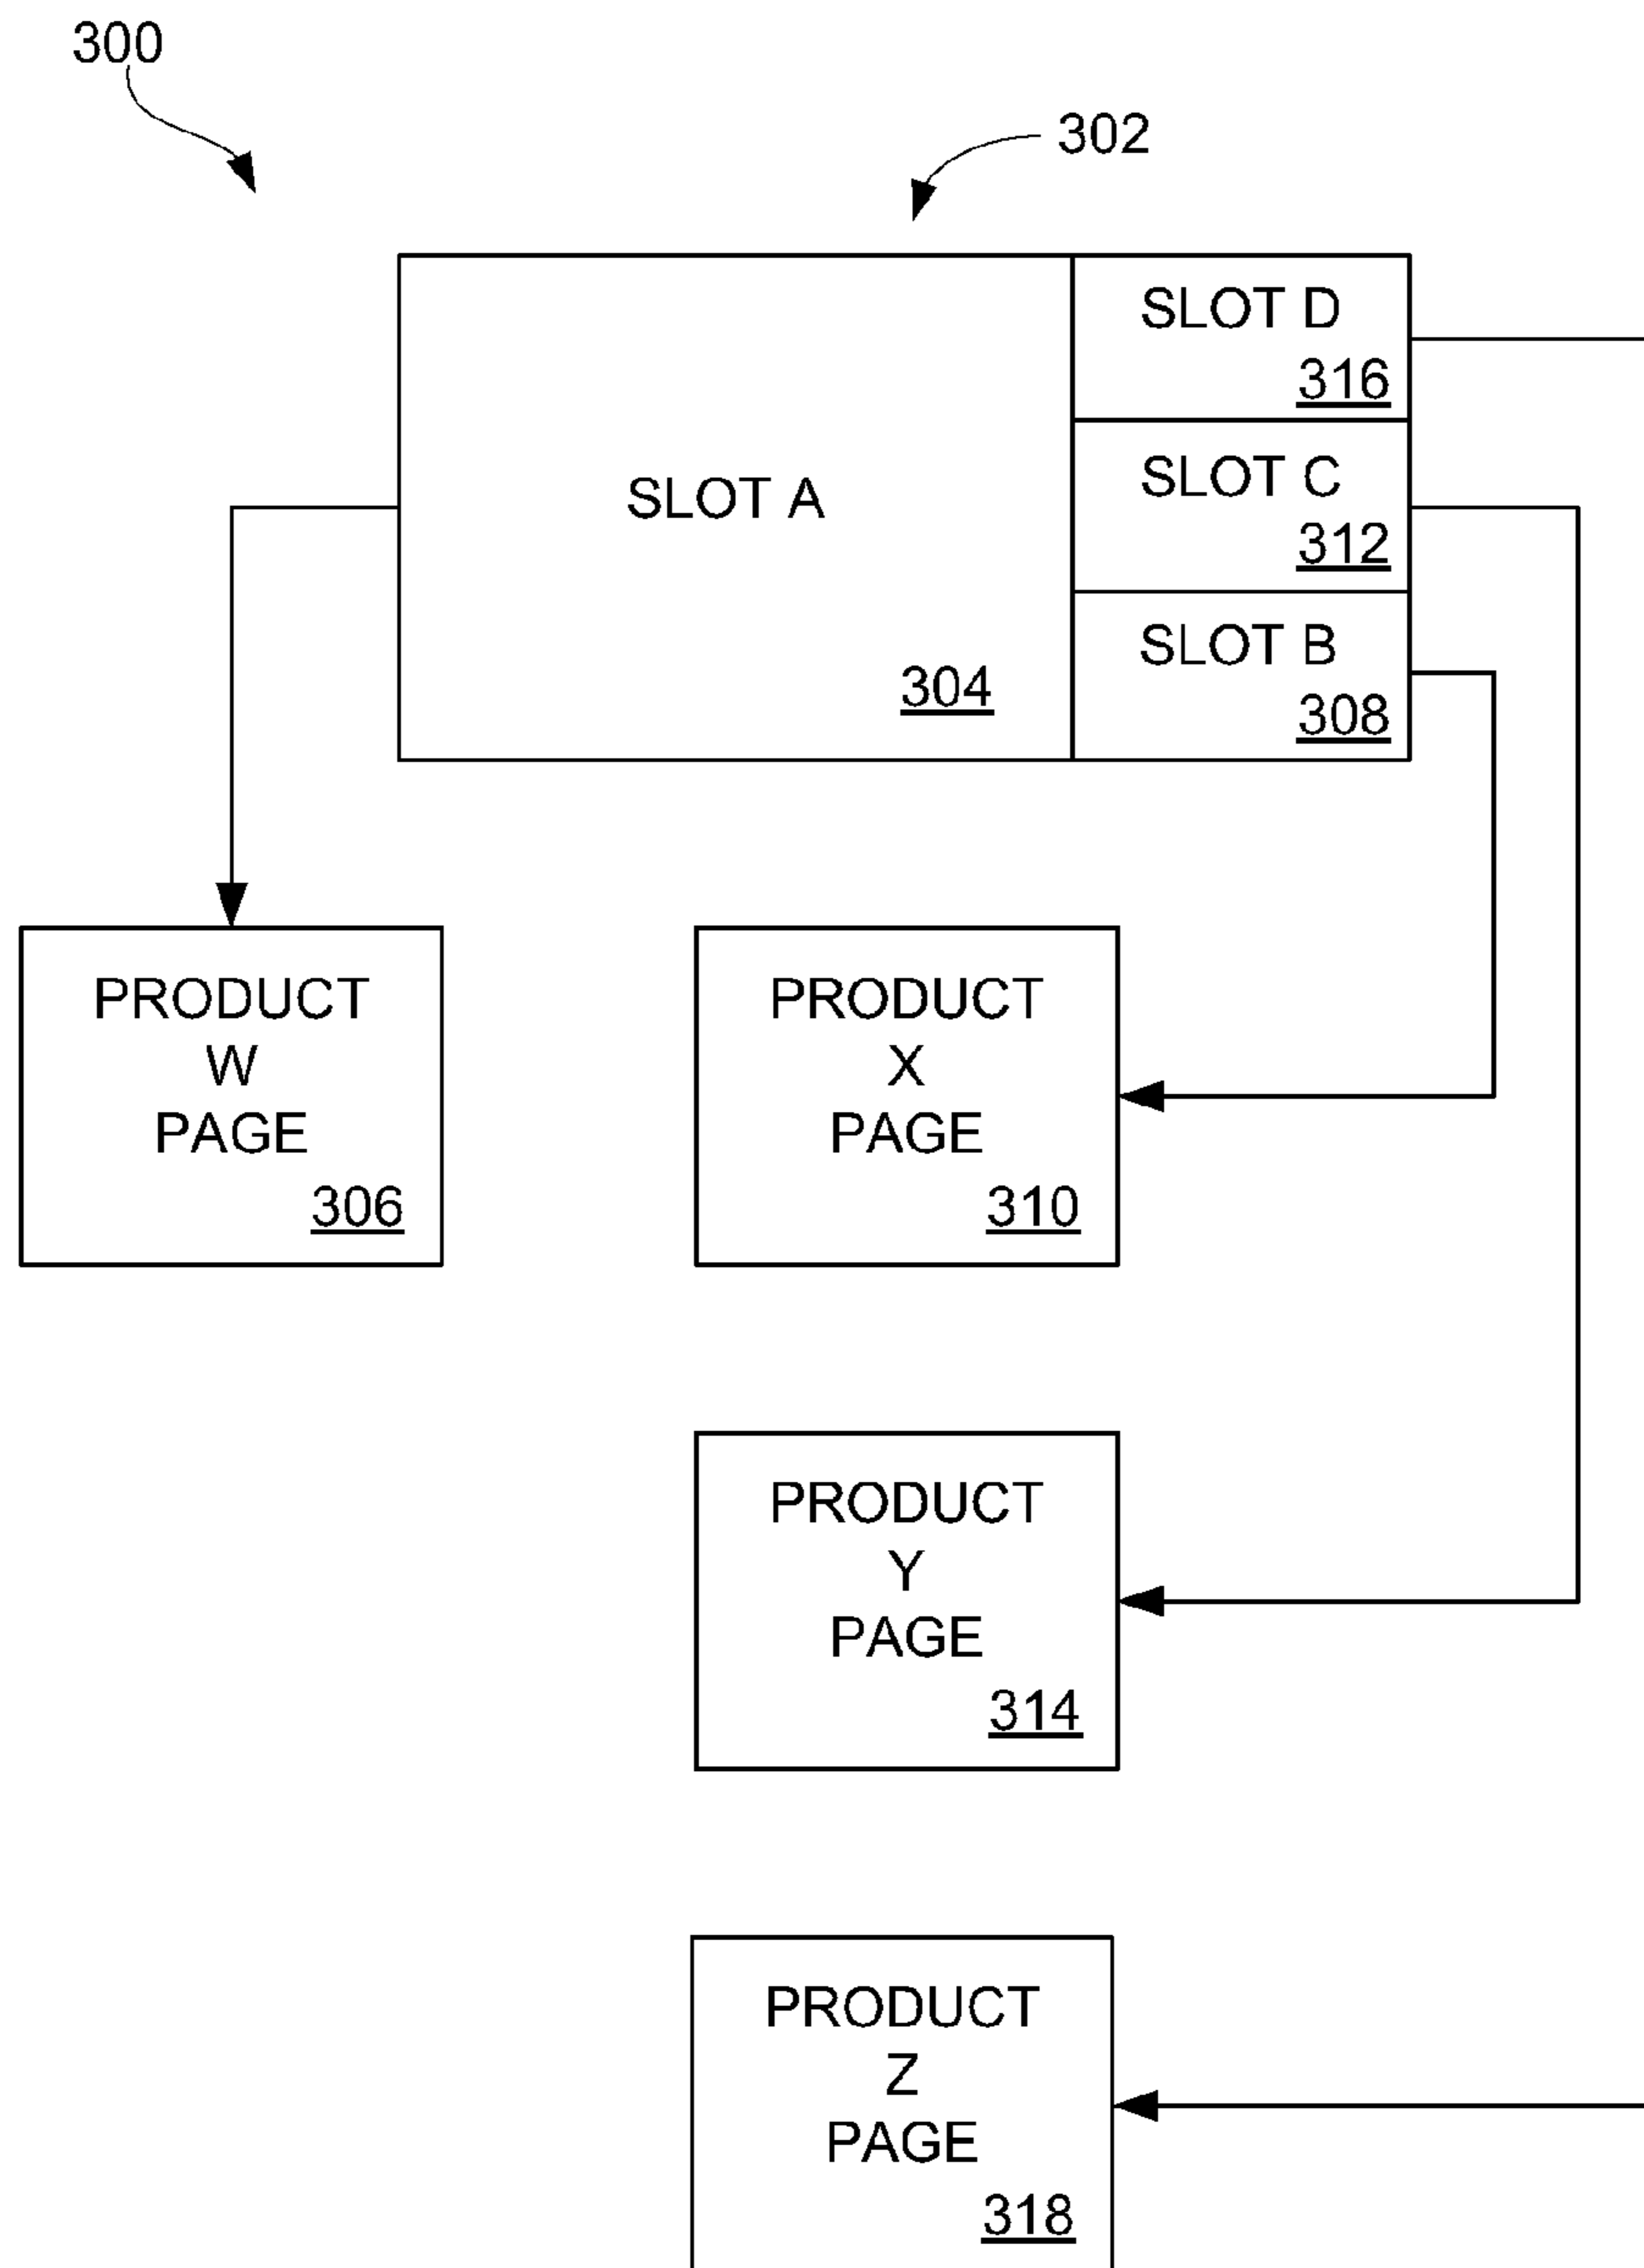 300
302
SLOT A
304
SLOT D
316
SLOT C
312
SLOT B
308
PRODUCT
W
PAGE
306
PRODUCT
X
PAGE
310
PRODUCT
Y
PAGE
314
PRODUCT
Z
PAGE
318